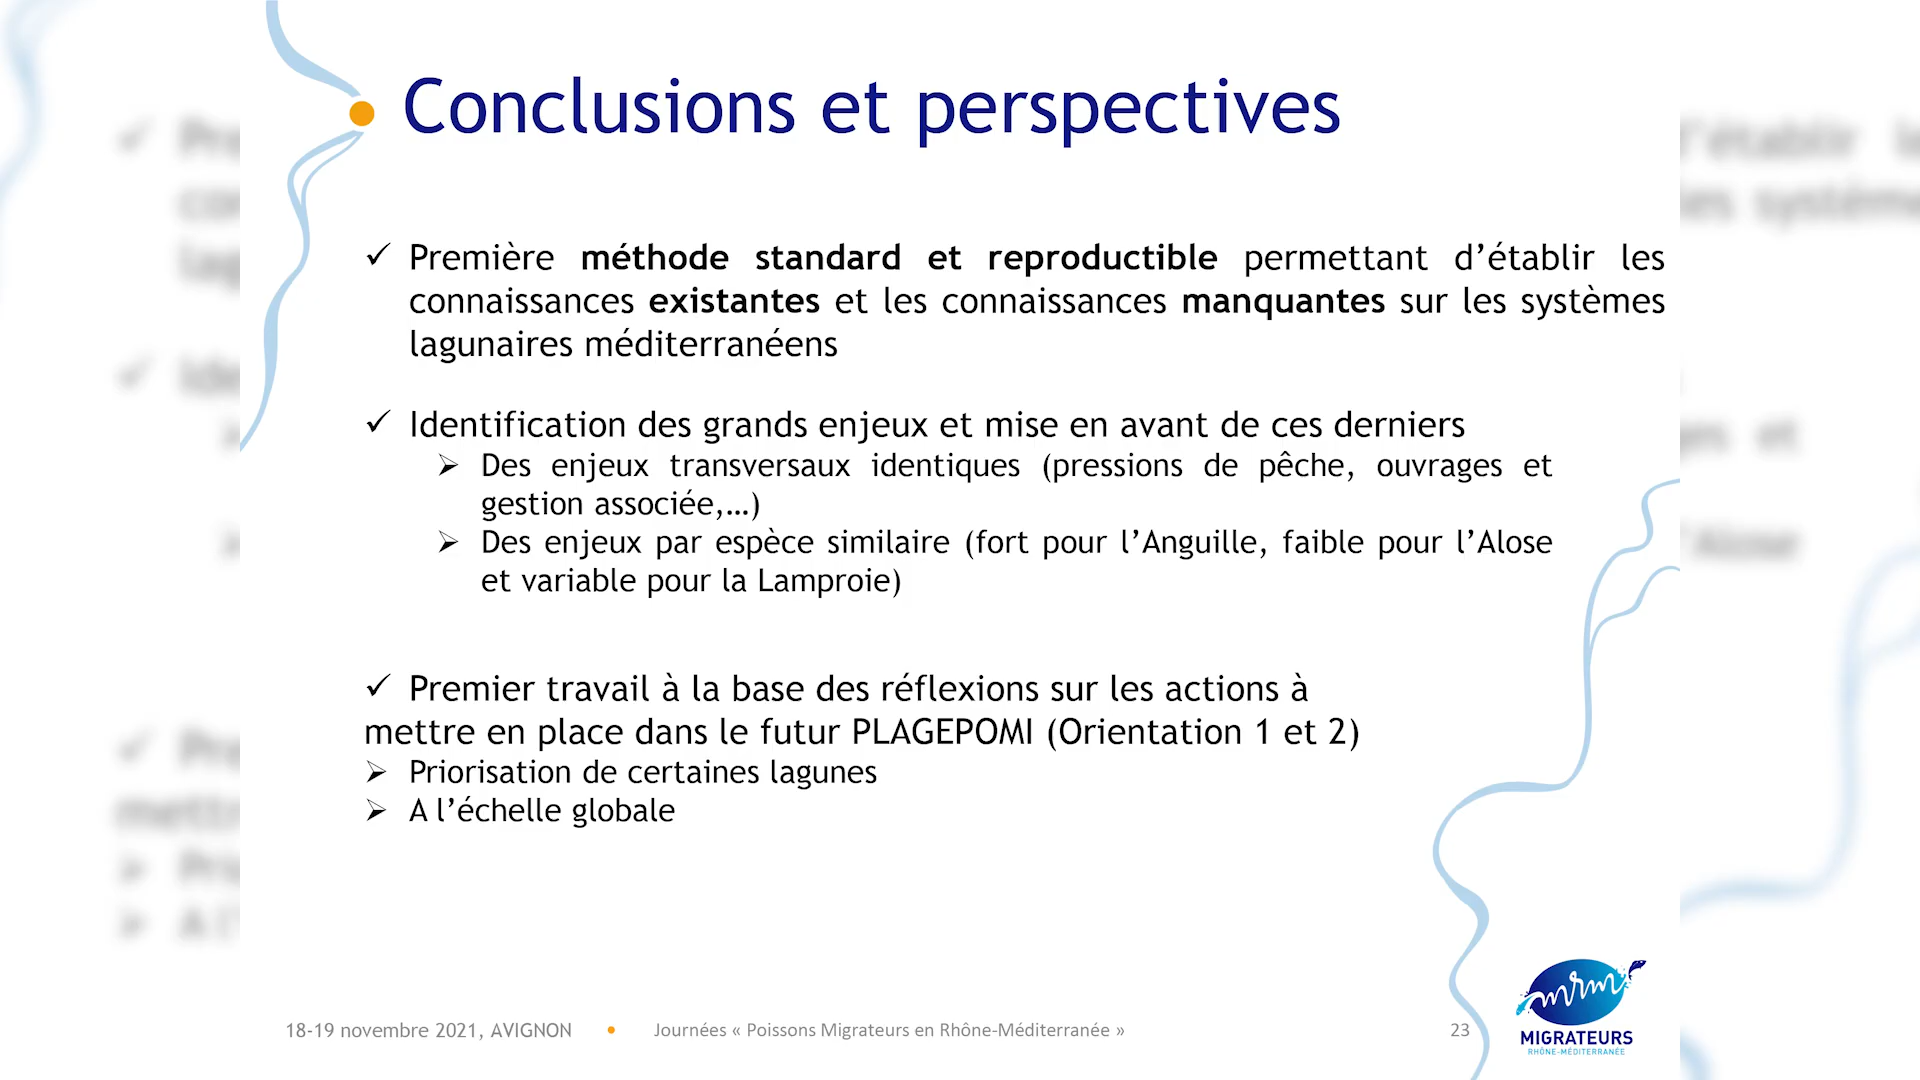 Conclusions et perspectives
✓ Première méthode standard et reproductible permettant d’établir les
connaissances existantes et les connaissances manquantes sur les systèmes
lagunaires méditerranéens
✓ Identification des grands enjeux et mise en avant de ces derniers
➢ Des enjeux transversaux identiques (pressions de pêche, ouvrages et
gestion associée,…)
➢ Des enjeux par espèce similaire (fort pour l’Anguille, faible pour l’Alose
et variable pour la Lamproie)
✓ Premier travail à la base des réflexions sur les actions à
mettre en place dans le futur PLAGEPOMI (Orientation 1 et 2)
➢ Priorisation de certaines lagunes
➢ A l’échelle globale
18-19 novembre 2021, AVIGNON • Journées « Poissons Migrateurs en Rhône-Méditerranée » 23
mrm
MIGRATEURS
RHÔNE-MÉDITERRANÉE